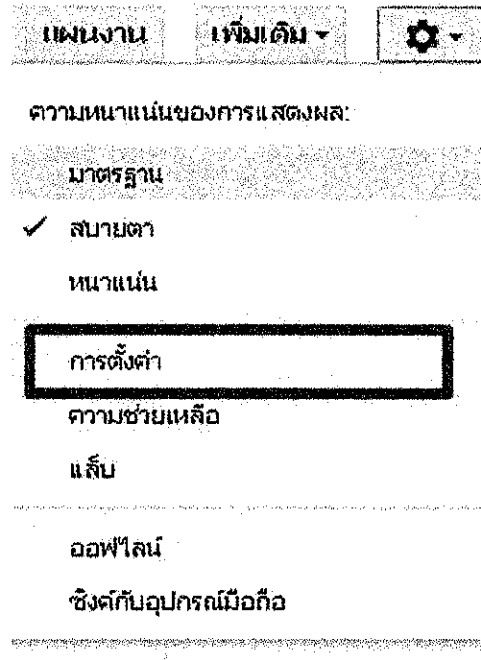 แผนงาน เพิ่มเติม
ความหนาแน่นของการแสดงผล:
มาตรฐาน
✓ สบายตา
หนาแน่น
การตั้งค่า
ความช่วยเหลือ
แล็บ
ออฟไลน์
ซิงค์กับอุปกรณ์มือถือ